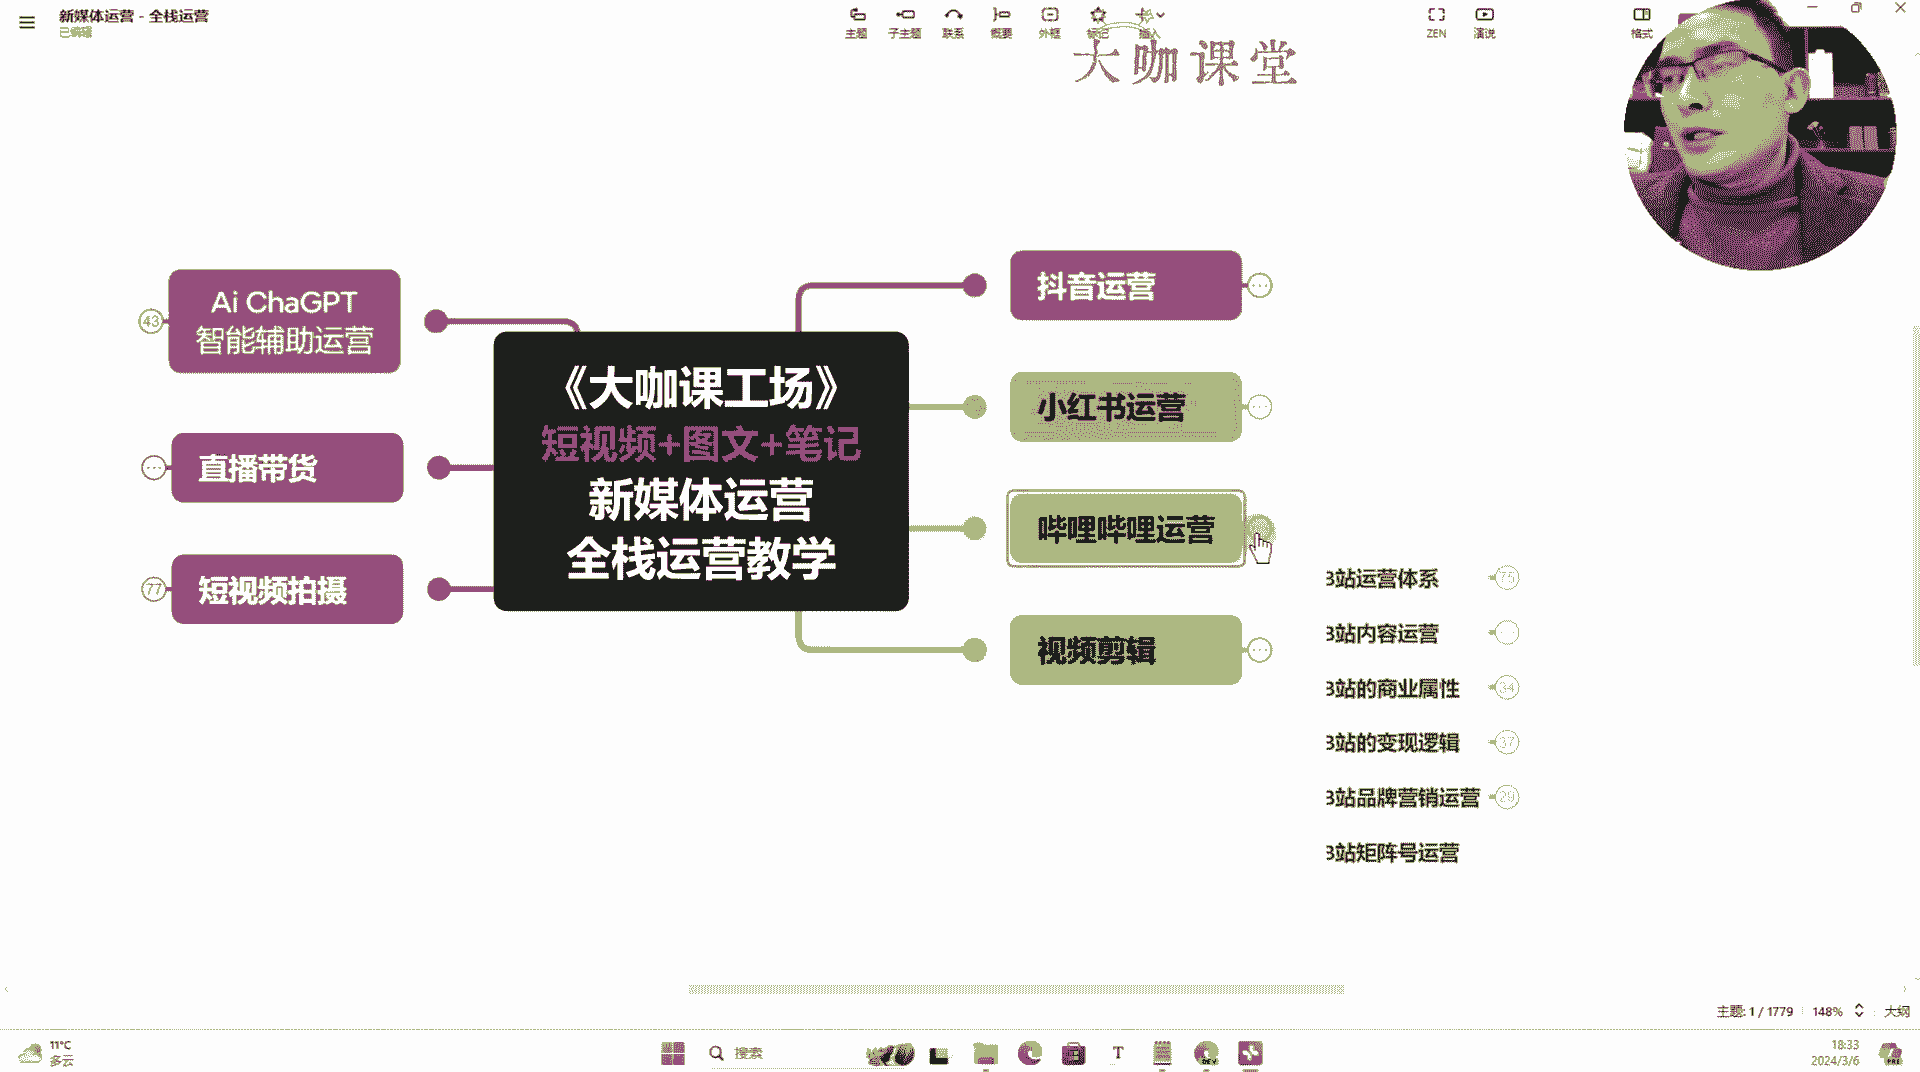 新媒体运营 - 全栈运营
已编辑
主题
子主题
联系
概要
外框
标记
插入
ZEN
演说
格式
大咖课堂
Ai ChaGPT
智能辅助运营
43
直播带货
短视频拍摄
77
《大咖课工场》
短视频+图文+笔记
新媒体运营
全栈运营教学
抖音运营
小红书运营
哔哩哔哩运营
视频剪辑
B站运营体系
75
B站内容运营
B站的商业属性
34
B站的变现逻辑
37
B站品牌营销运营
29
B站矩阵号运营
主题: 1 / 1779
148%
大纲
11°C
多云
搜索
18:33
2024/3/6